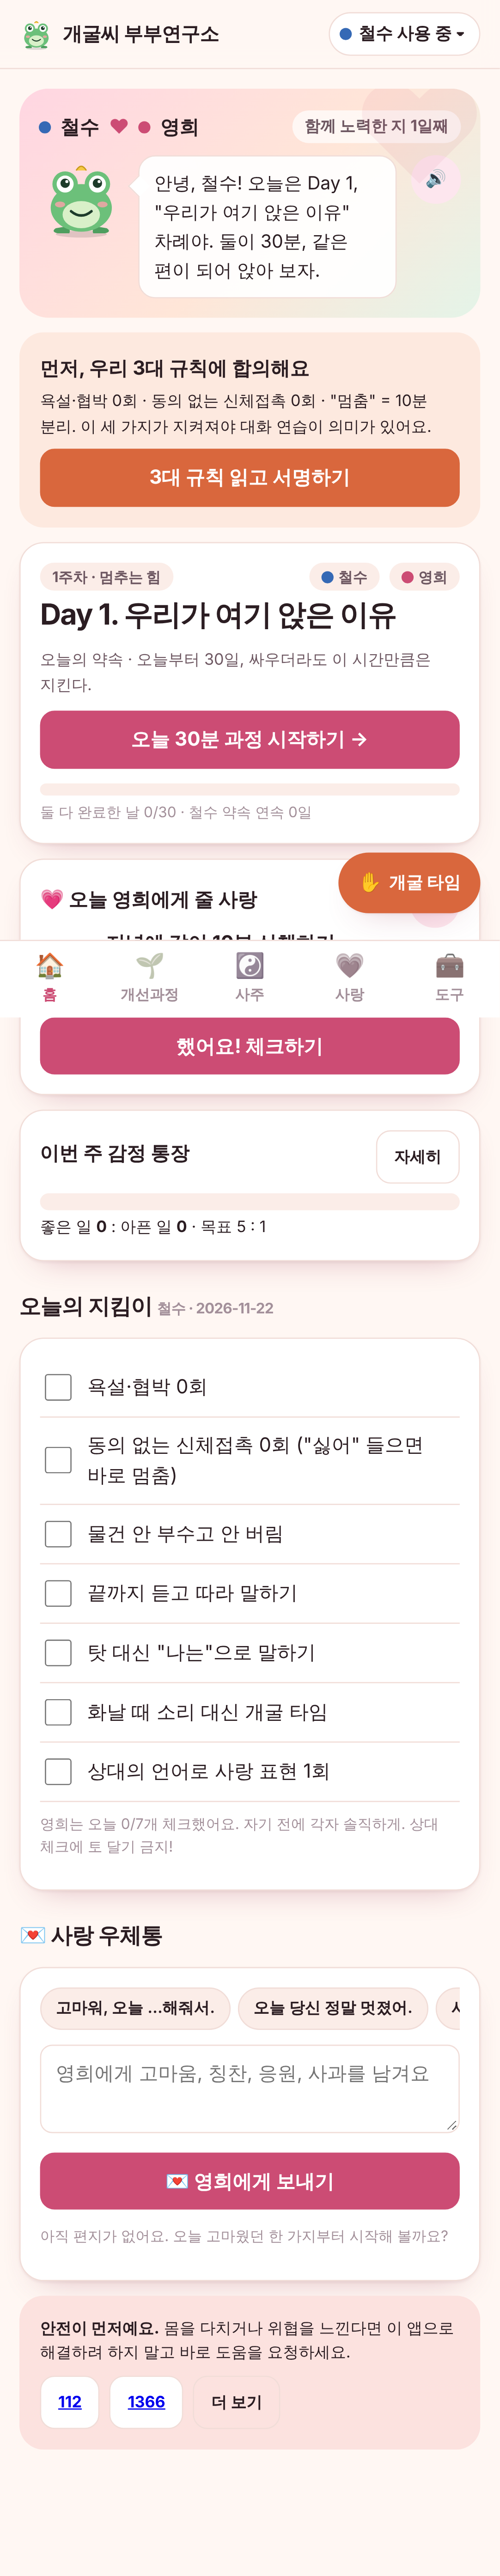 개굴씨 부부연구소
철수 사용 중
철수 ❤ 영희
함께 노력한 지 1일째
안녕, 철수! 오늘은 Day 1,
"우리가 여기 앉은 이유"
차례야. 둘이 30분, 같은
편이 되어 앉아 보자.
먼저, 우리 3대 규칙에 합의해요
욕설·협박 0회 · 동의 없는 신체접촉 0회 · "멈춤" = 10분
분리. 이 세 가지가 지켜져야 대화 연습이 의미가 있어요.
3대 규칙 읽고 서명하기
1주차 · 멈추는 힘
철수
영희
Day 1. 우리가 여기 앉은 이유
오늘의 약속 · 오늘부터 30일, 싸우더라도 이 시간만큼은
지킨다.
오늘 30분 과정 시작하기 →
둘 다 완료한 날 0/30 · 철수 약속 연속 0일
💗 오늘 영희에게 줄 사랑
✋ 개굴 타임
홈
개선과정
사주
사랑
도구
했어요! 체크하기
이번 주 감정 통장
자세히
좋은 일 0 : 아픈 일 0 · 목표 5 : 1
오늘의 지킴이 철수 · 2026-11-22
욕설·협박 0회
동의 없는 신체접촉 0회 ("싫어" 들으면
바로 멈춤)
물건 안 부수고 안 버림
끝까지 듣고 따라 말하기
탓 대신 "나는"으로 말하기
화날 때 소리 대신 개굴 타임
상대의 언어로 사랑 표현 1회
영희는 오늘 0/7개 체크했어요. 자기 전에 각자 솔직하게. 상대
체크에 토 달기 금지!
💌 사랑 우체통
고마워, 오늘 …해줘서.
오늘 당신 정말 멋졌어.
영희에게 고마움, 칭찬, 응원, 사과를 남겨요
💌 영희에게 보내기
아직 편지가 없어요. 오늘 고마웠던 한 가지부터 시작해 볼까요?
안전이 먼저예요. 몸을 다치거나 위협을 느낀다면 이 앱으로
해결하려 하지 말고 바로 도움을 요청하세요.
112
1366
더 보기